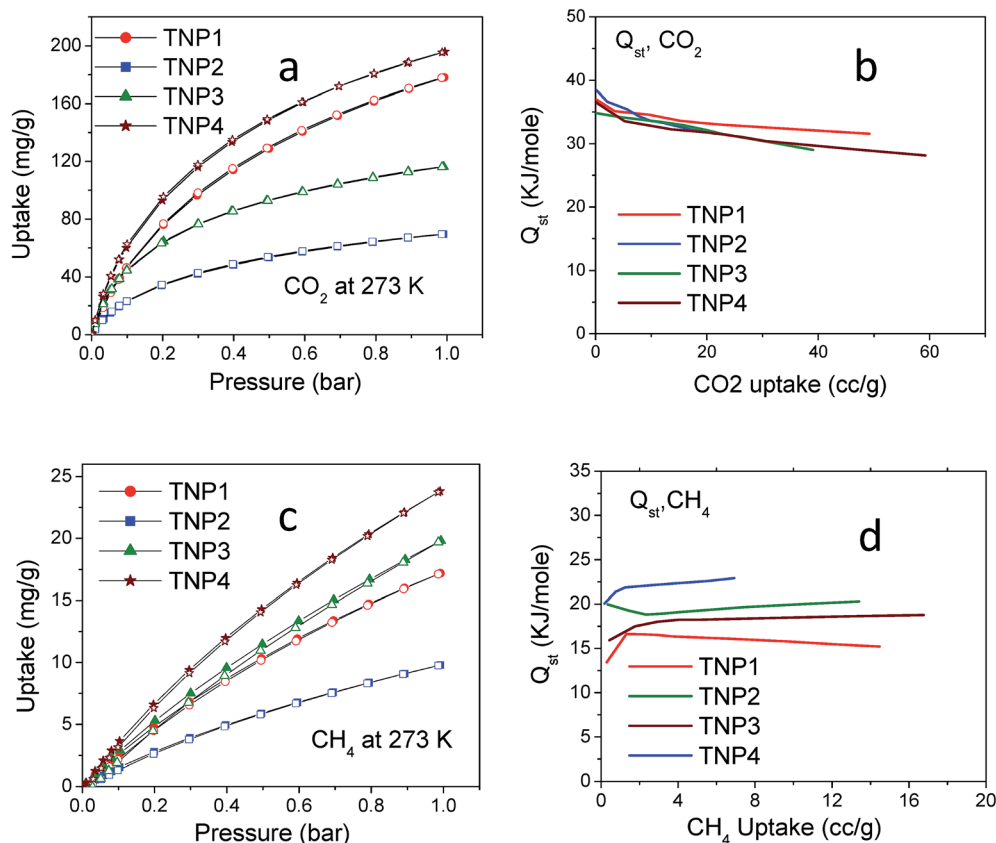 a
TNP1
TNP2
TNP3
TNP4
CO₂ at 273 K
Uptake (mg/g)
200
160
120
80
40
0
0.0 0.2 0.4 0.6 0.8 1.0
Pressure (bar)
b
Qst, CO₂
TNP1
TNP2
TNP3
TNP4
Qst (KJ/mole)
50
40
30
20
10
0
0 20 40 60
CO2 uptake (cc/g)
c
TNP1
TNP2
TNP3
TNP4
CH₄ at 273 K
Uptake (mg/g)
25
20
15
10
5
0
0.0 0.2 0.4 0.6 0.8 1.0
Pressure (bar)
d
Qst,CH₄
TNP1
TNP2
TNP3
TNP4
Qst (KJ/mole)
35
30
25
20
15
10
5
0
0 4 8 12 16 20
CH₄ Uptake (cc/g)